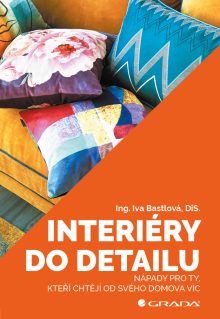 Ing. Iva Bastlová, DiS.
INTERIÉRY
DO DETAILU
NÁPADY PRO TY,
KTEŘÍ CHTĚJÍ OD SVÉHO DOMOVA VÍC
GRADA